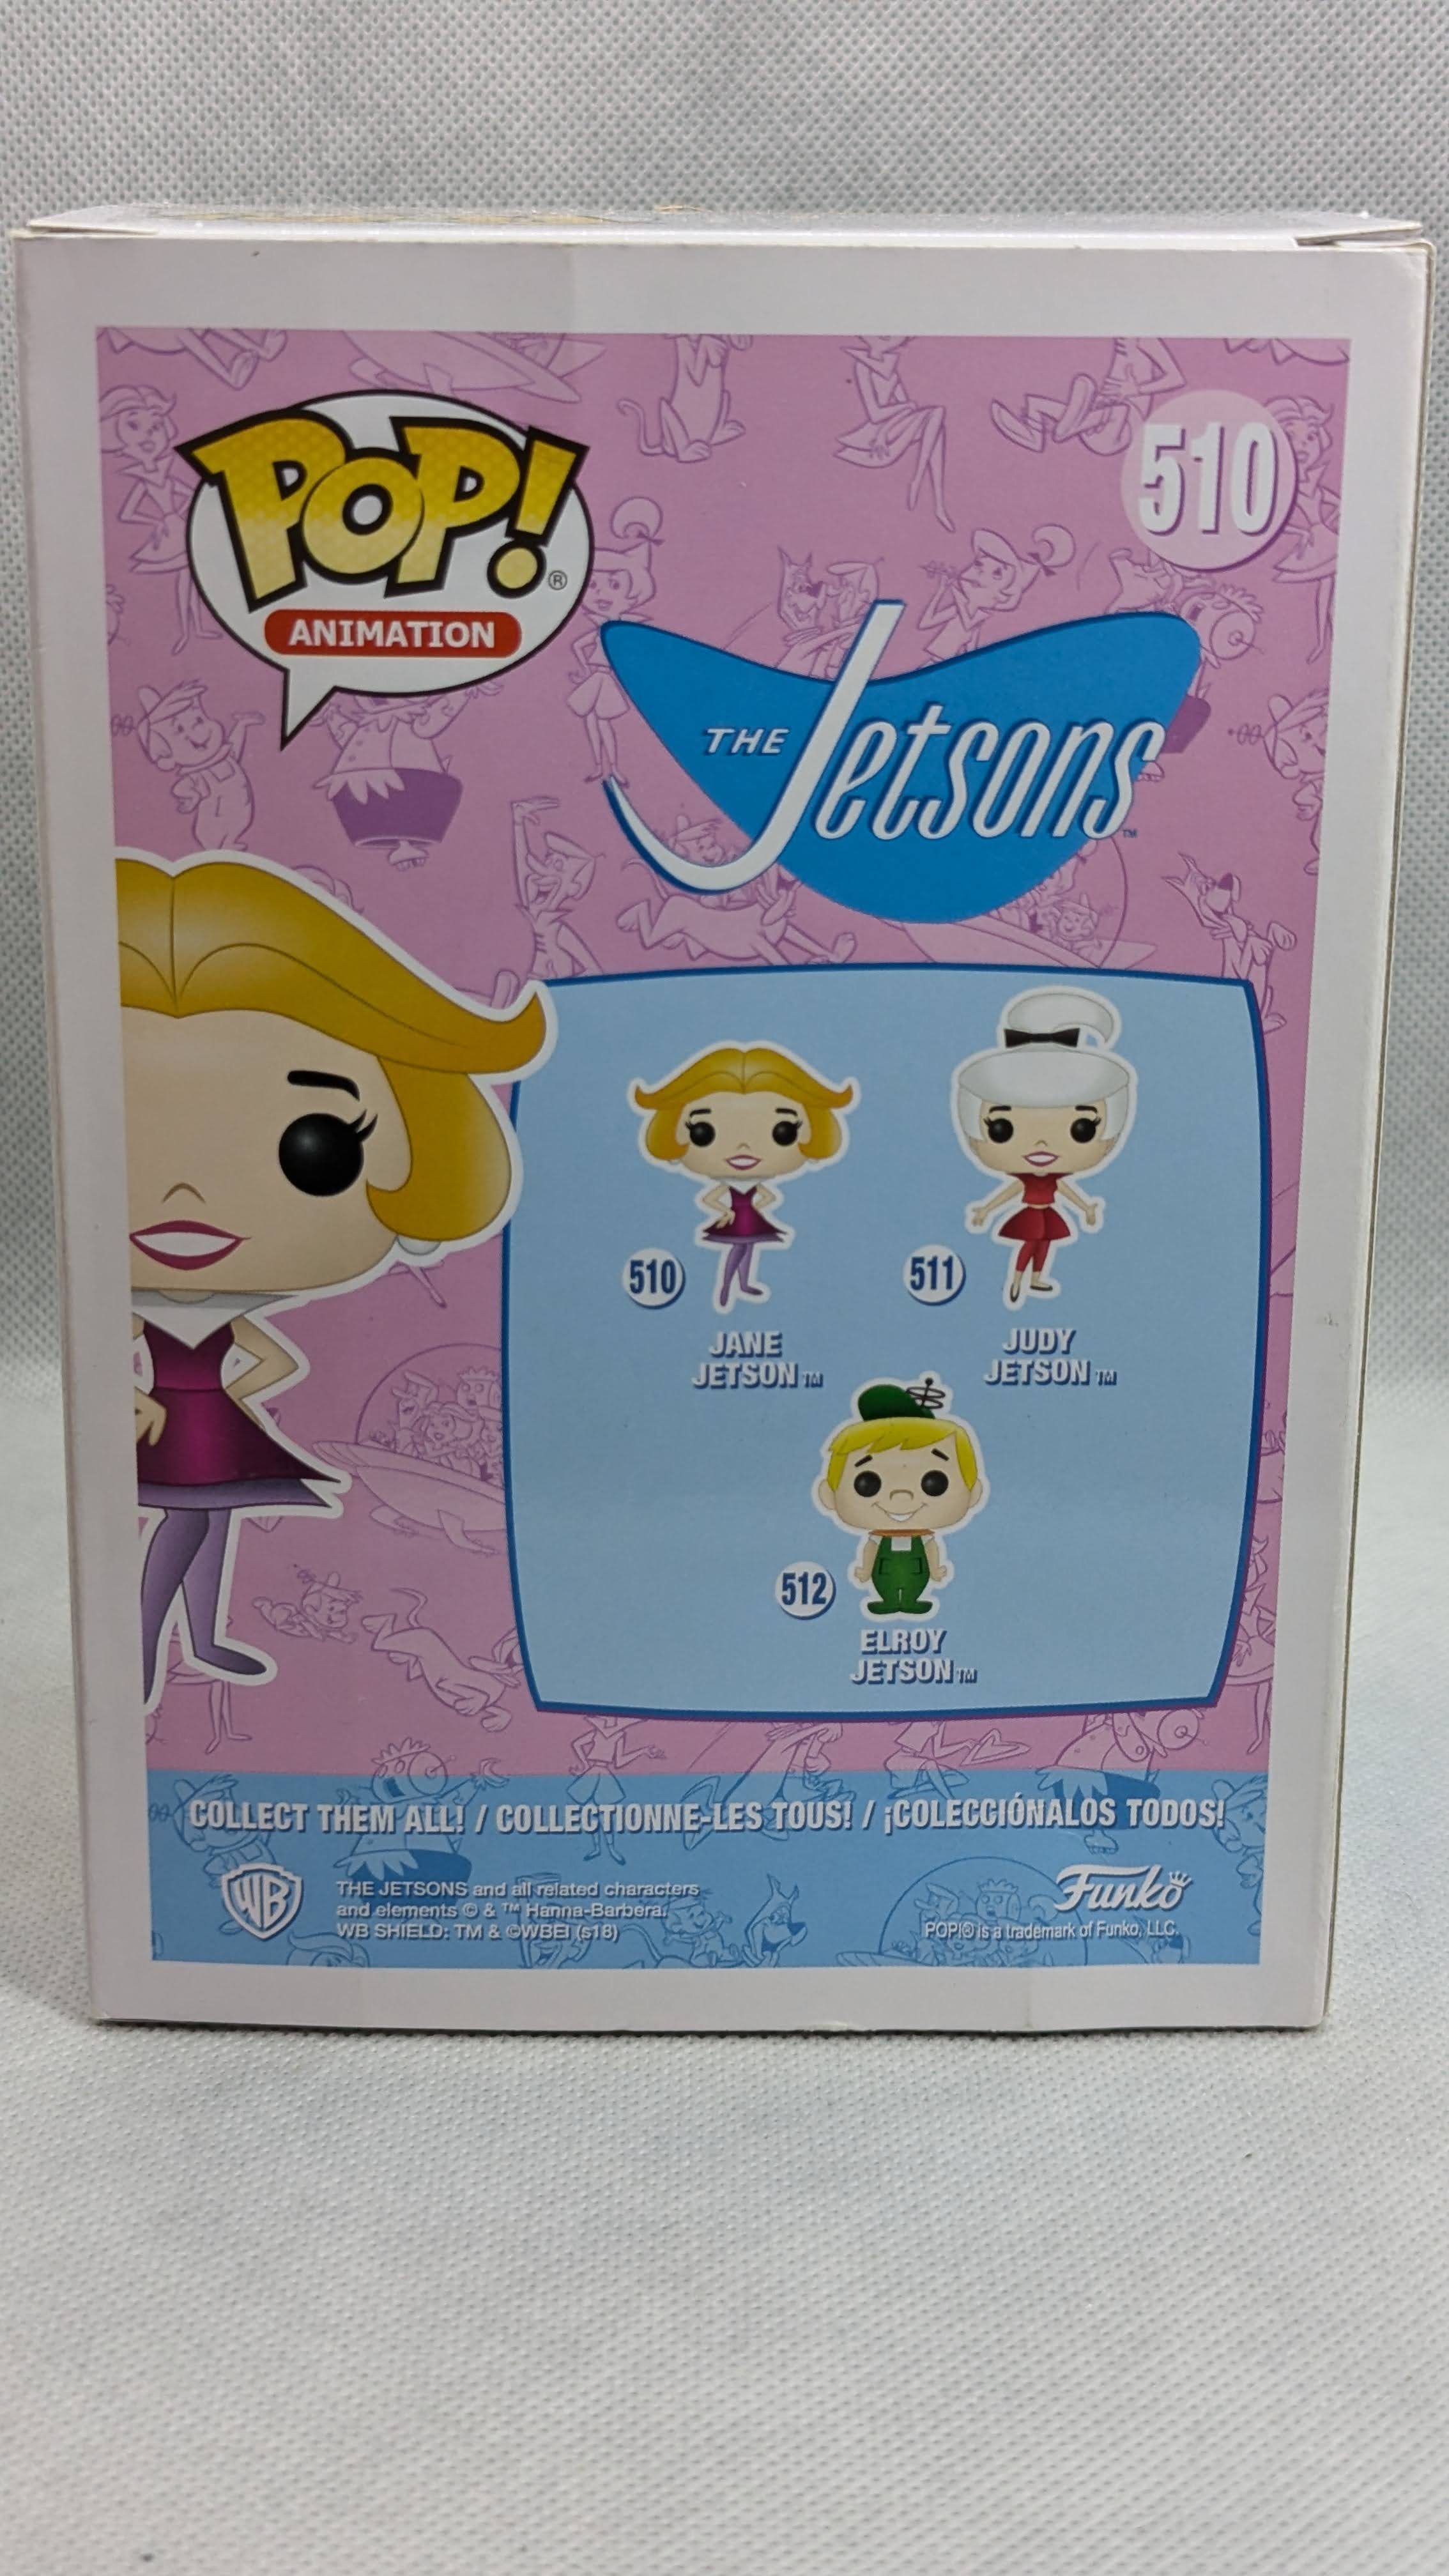 POP!®
ANIMATION
510
THE Jetsons™
510
JANE
JETSON™
511
JUDY
JETSON™
512
ELROY
JETSON™
COLLECT THEM ALL! / COLLECTIONNE-LES TOUS! / ¡COLECCIÓNALOS TODOS!
WB
THE JETSONS and all related characters
and elements © & ™ Hanna-Barbera.
WB SHIELD: TM & ©WBEI (s18)
Funko
POP!® is a trademark of Funko, LLC.